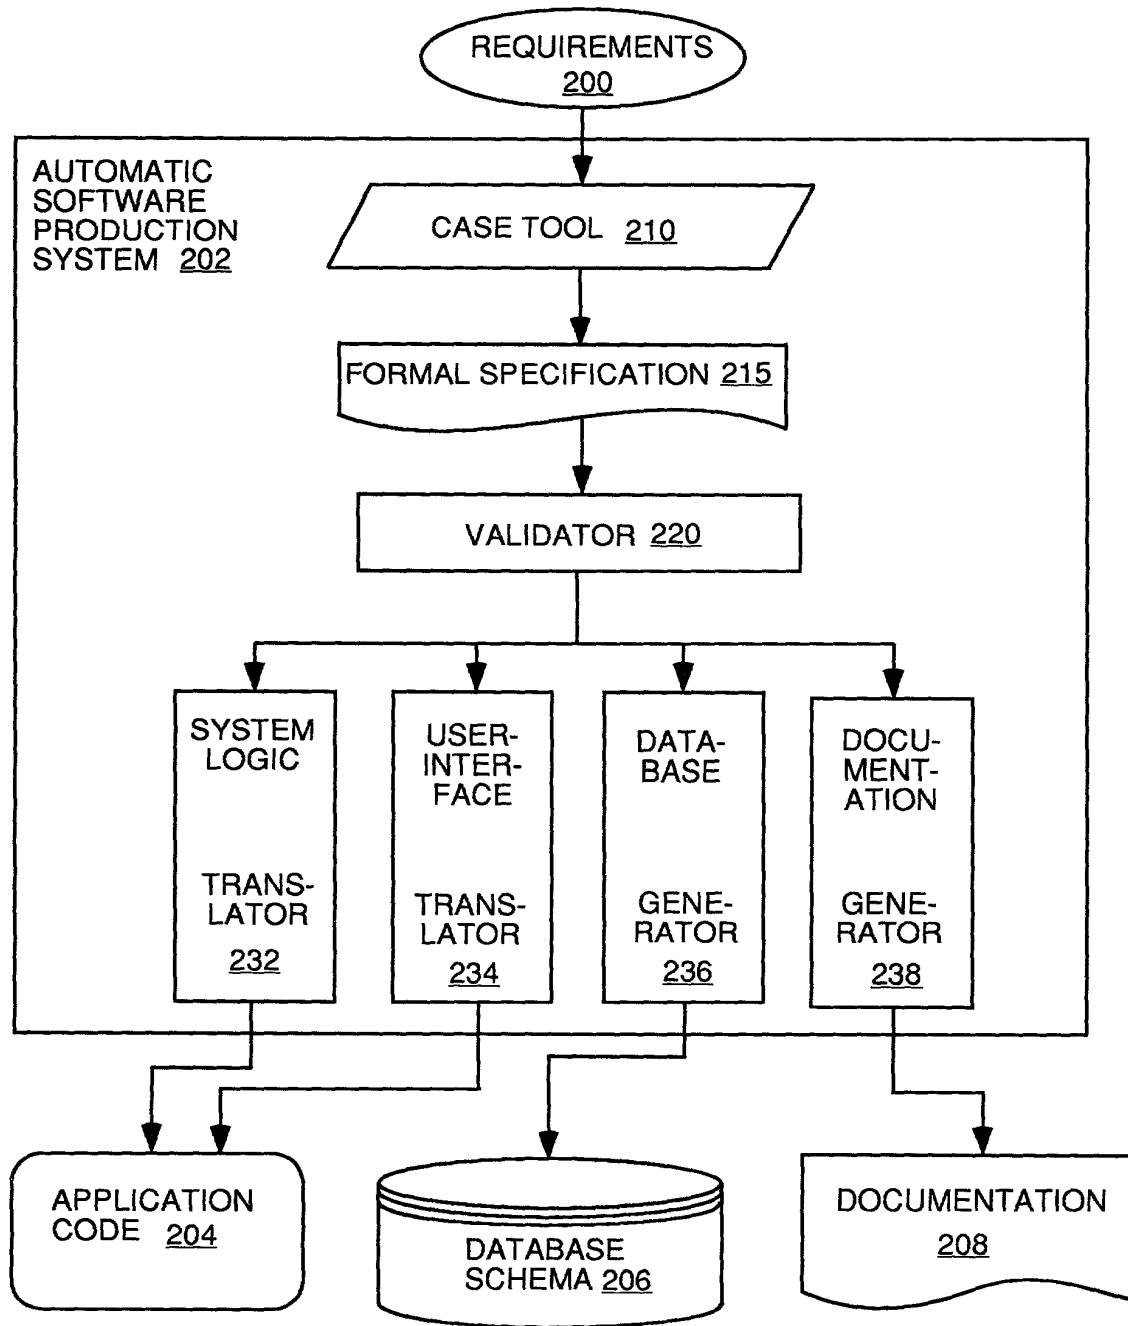 REQUIREMENTS
200
AUTOMATIC
SOFTWARE
PRODUCTION
SYSTEM 202
CASE TOOL 210
FORMAL SPECIFICATION 215
VALIDATOR 220
SYSTEM
LOGIC
TRANS-
LATOR
232
USER-
INTER-
FACE
TRANS-
LATOR
234
DATA-
BASE
GENE-
RATOR
236
DOCU-
MENT-
ATION
GENE-
RATOR
238
APPLICATION
CODE 204
DATABASE
SCHEMA 206
DOCUMENTATION
208